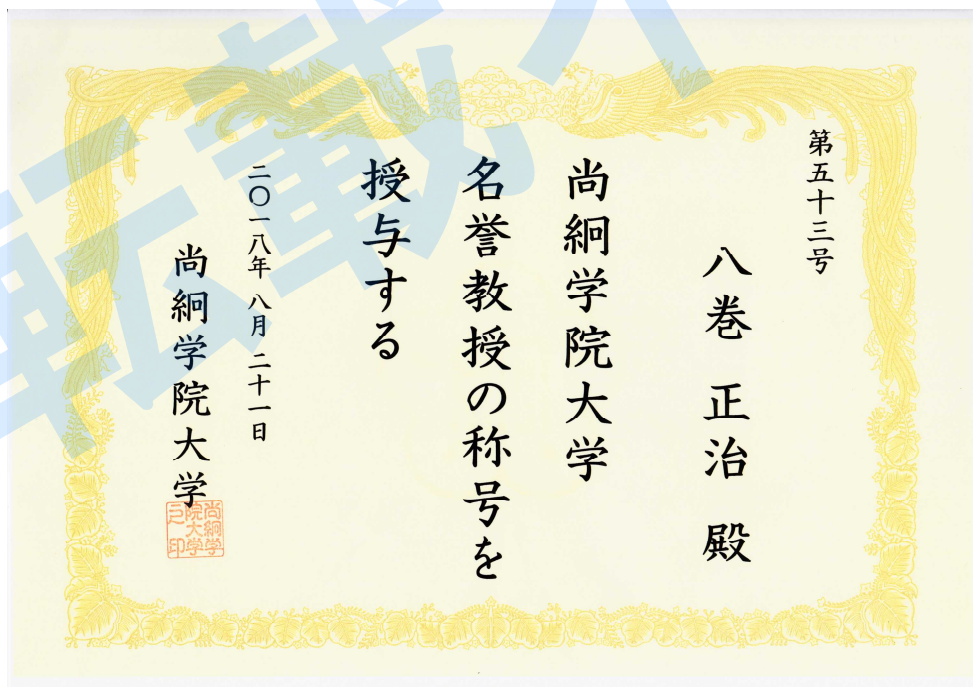 第五十三号
八巻 正治 殿
尚絅学院大学
名誉教授の称号を
授与する
二〇一八年 八月 二十一日
尚絅学院大学
尚絅学
院大学
之印
転載不